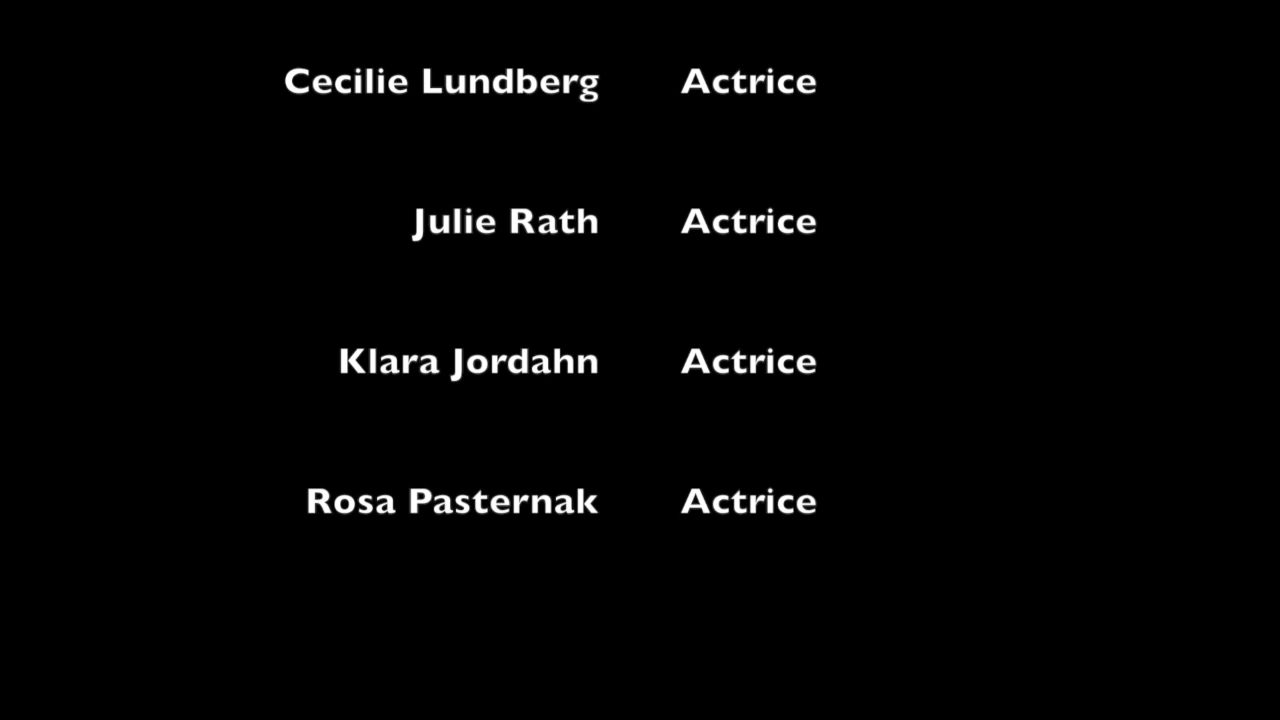 Cecilie Lundberg Actrice
Julie Rath Actrice
Klara Jordahn Actrice
Rosa Pasternak Actrice